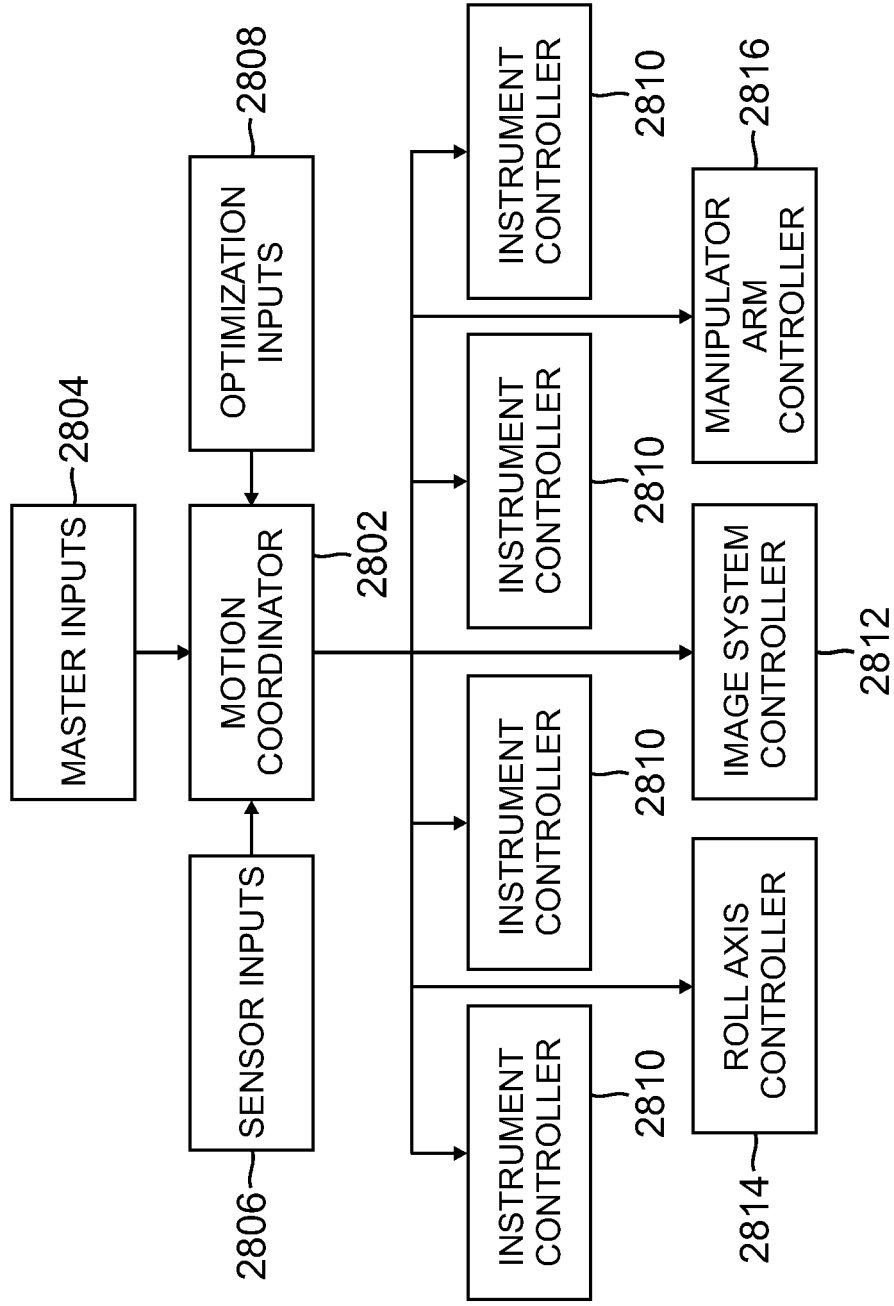 MASTER INPUTS
2804
SENSOR INPUTS
2806
MOTION
COORDINATOR
2802
OPTIMIZATION
INPUTS
2808
INSTRUMENT
CONTROLLER
2810
INSTRUMENT
CONTROLLER
2810
INSTRUMENT
CONTROLLER
2810
INSTRUMENT
CONTROLLER
2810
ROLL AXIS
CONTROLLER
2814
IMAGE SYSTEM
CONTROLLER
2812
MANIPULATOR
ARM
CONTROLLER
2816